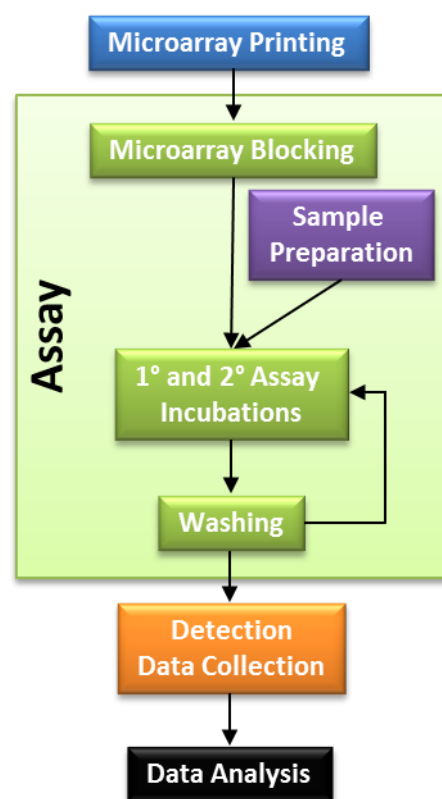 Microarray Printing
Microarray Blocking
Sample
Preparation
Assay
1° and 2° Assay
Incubations
Washing
Detection
Data Collection
Data Analysis